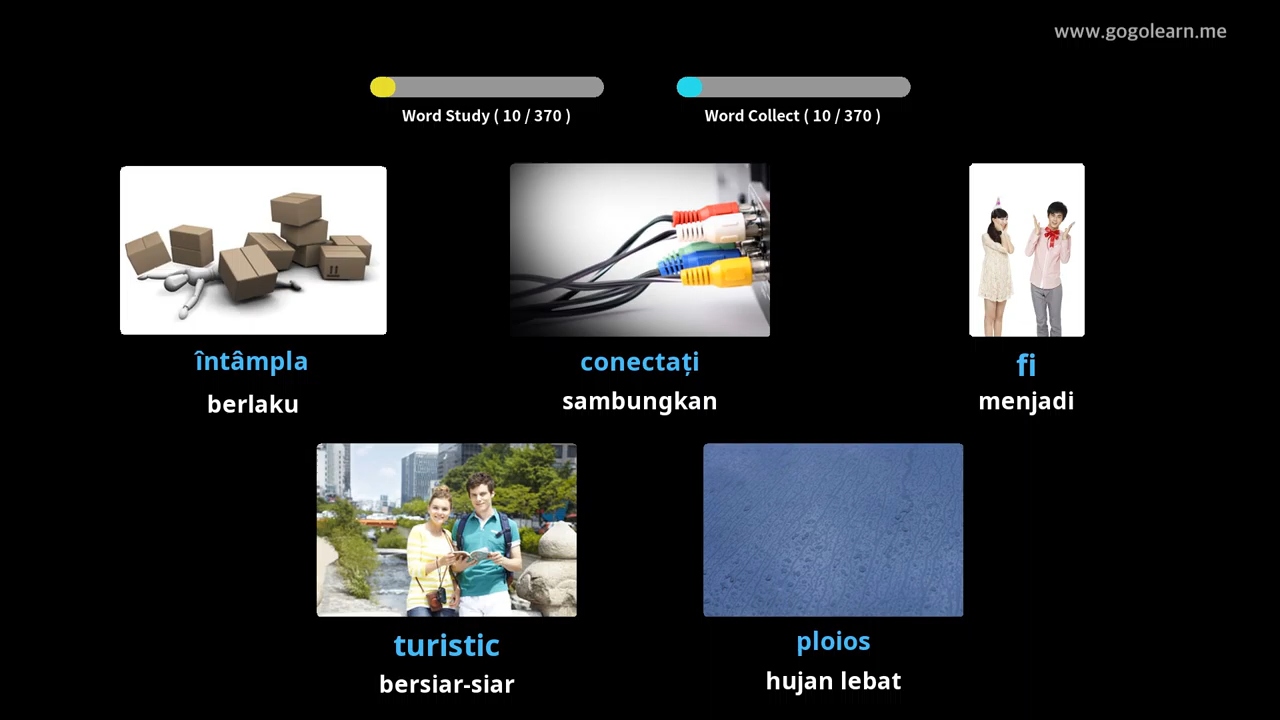 www.gogolearn.me
Word Study ( 10 / 370 )
Word Collect ( 10 / 370 )
întâmpla
berlaku
conectați
sambungkan
fi
menjadi
turistic
bersiar-siar
ploios
hujan lebat